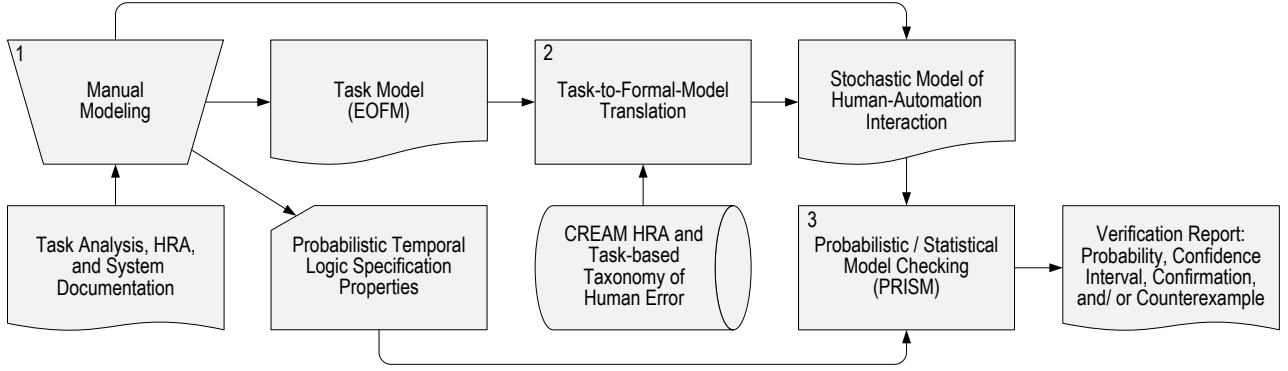 1
Manual
Modeling
Task Model
(EOFM)
2
Task-to-Formal-Model
Translation
Stochastic Model of
Human-Automation
Interaction
Task Analysis, HRA,
and System
Documentation
Probabilistic Temporal
Logic Specification
Properties
CREAM HRA and
Task-based
Taxonomy of
Human Error
3
Probabilistic / Statistical
Model Checking
(PRISM)
Verification Report:
Probability, Confidence
Interval, Confirmation,
and/ or Counterexample